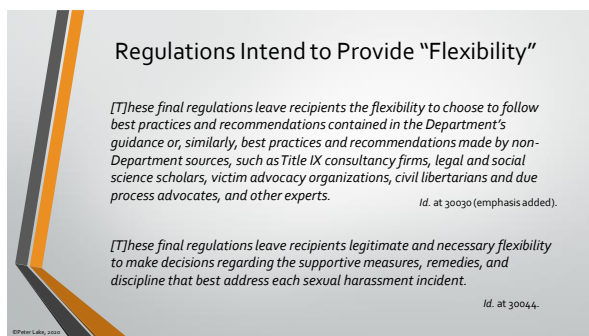 Regulations Intend to Provide “Flexibility”
[T]hese final regulations leave recipients the flexibility to choose to follow
best practices and recommendations contained in the Department’s
guidance or, similarly, best practices and recommendations made by non-
Department sources, such as Title IX consultancy firms, legal and social
science scholars, victim advocacy organizations, civil libertarians and due
process advocates, and other experts.
Id. at 30030 (emphasis added).
[T]hese final regulations leave recipients legitimate and necessary flexibility
to make decisions regarding the supportive measures, remedies, and
discipline that best address each sexual harassment incident.
Id. at 30044.
©Peter Lake, 2020